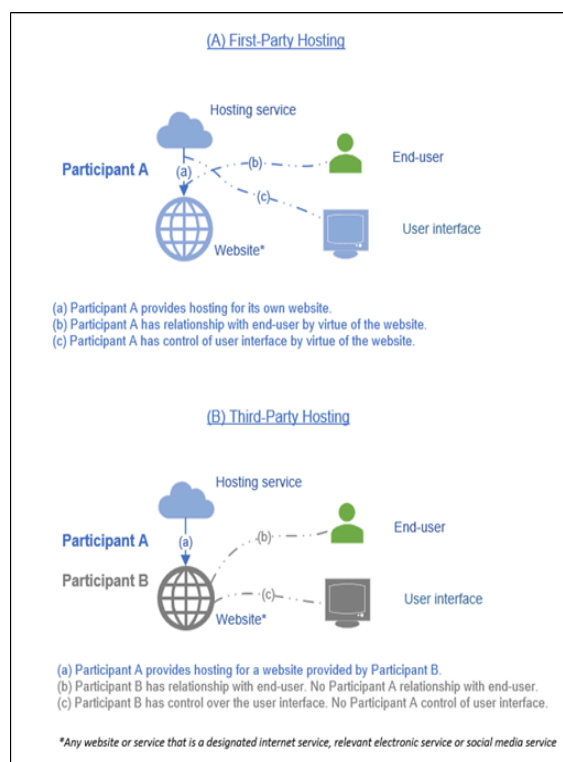 (A) First-Party Hosting
Hosting service
Participant A
(a)
(b)
End-user
(c)
User interface
Website*
(a) Participant A provides hosting for its own website.
(b) Participant A has relationship with end-user by virtue of the website.
(c) Participant A has control of user interface by virtue of the website.
(B) Third-Party Hosting
Hosting service
Participant A
(a)
(b)
End-user
Participant B
(c)
User interface
Website*
(a) Participant A provides hosting for a website provided by Participant B.
(b) Participant B has relationship with end-user. No Participant A relationship with end-user.
(c) Participant B has control over the user interface. No Participant A control of user interface.
*Any website or service that is a designated internet service, relevant electronic service or social media service